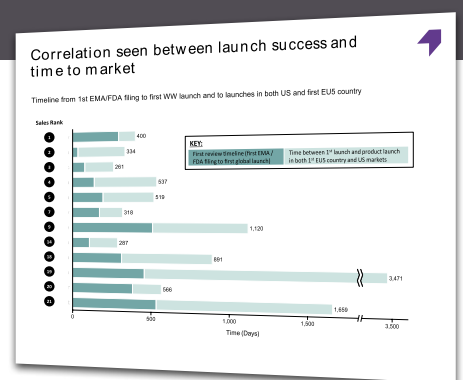 Correlation seen between launch success and
time to market
Timeline from 1st EMA/FDA filing to first WW launch and to launches in both US and first EU5 country
Sales Rank
KEY:
First review timeline (first EMA /
FDA filing to first global launch)
Time between 1st launch and product launch
in both 1st EU5 country and US markets
1 400
2 334
3 261
4 537
5 519
7 318
9 1,120
14 287
18 891
19 3,471
20 566
21 1,659
0 500 1,000 1,500 3,500
Time (Days)